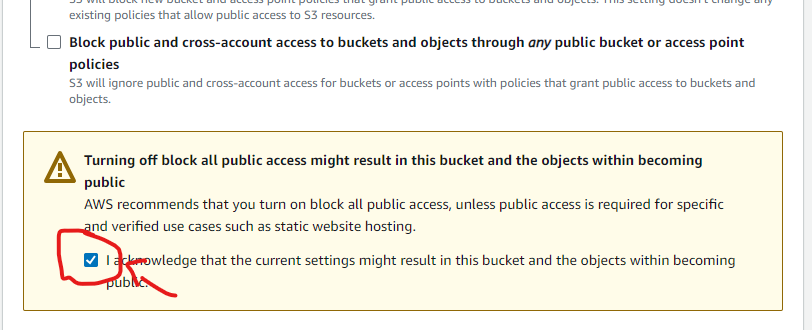 S3 will block new bucket and access point policies that grant public access to buckets and objects. This setting doesn't change any
existing policies that allow public access to S3 resources.
Block public and cross-account access to buckets and objects through any public bucket or access point
policies
S3 will ignore public and cross-account access for buckets or access points with policies that grant public access to buckets and
objects.
Turning off block all public access might result in this bucket and the objects within becoming
public
AWS recommends that you turn on block all public access, unless public access is required for specific
and verified use cases such as static website hosting.
I acknowledge that the current settings might result in this bucket and the objects within becoming
public.